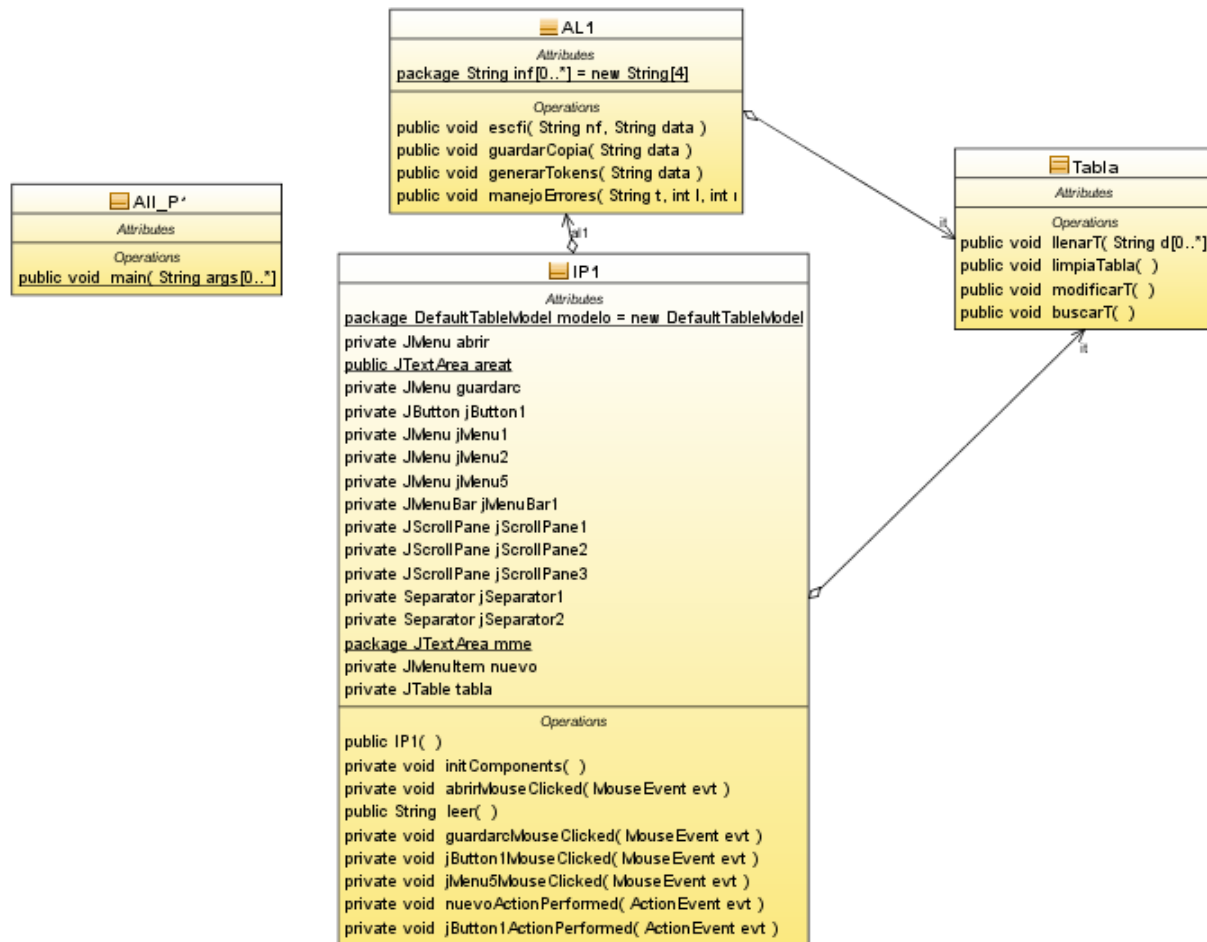 AL1
Attributes
package String inf[0..*] = new String[4]
Operations
public void escfi( String nf, String data )
public void guardarCopia( String data )
public void generarTokens( String data )
public void manejoErrores( String t, int l, int
it
Tabla
Attributes
Operations
public void llenarT( String d[0..*]
public void limpiaTabla( )
public void modificarT( )
public void buscarT( )
it
Attributes
Operations
public void main( String args[0..*]
al1
IP1
Attributes
package DefaultTableModel modelo = new DefaultTableModel
private JMenu abrir
public JTextArea areat
private JMenu guardarc
private JButton jButton1
private JMenu jMenu1
private JMenu jMenu2
private JMenu jMenu5
private JMenuBar jMenuBar1
private JScrollPane jScrollPane1
private JScrollPane jScrollPane2
private JScrollPane jScrollPane3
private Separator jSeparator1
private Separator jSeparator2
package JTextArea mme
private JMenuItem nuevo
private JTable tabla
Operations
public IP1( )
private void initComponents( )
private void abrirMouseClicked( MouseEvent evt )
public String leer( )
private void guardarcMouseClicked( MouseEvent evt )
private void jButton1MouseClicked( MouseEvent evt )
private void jMenu5MouseClicked( MouseEvent evt )
private void nuevoActionPerformed( ActionEvent evt )
private void jButton1ActionPerformed( ActionEvent evt )